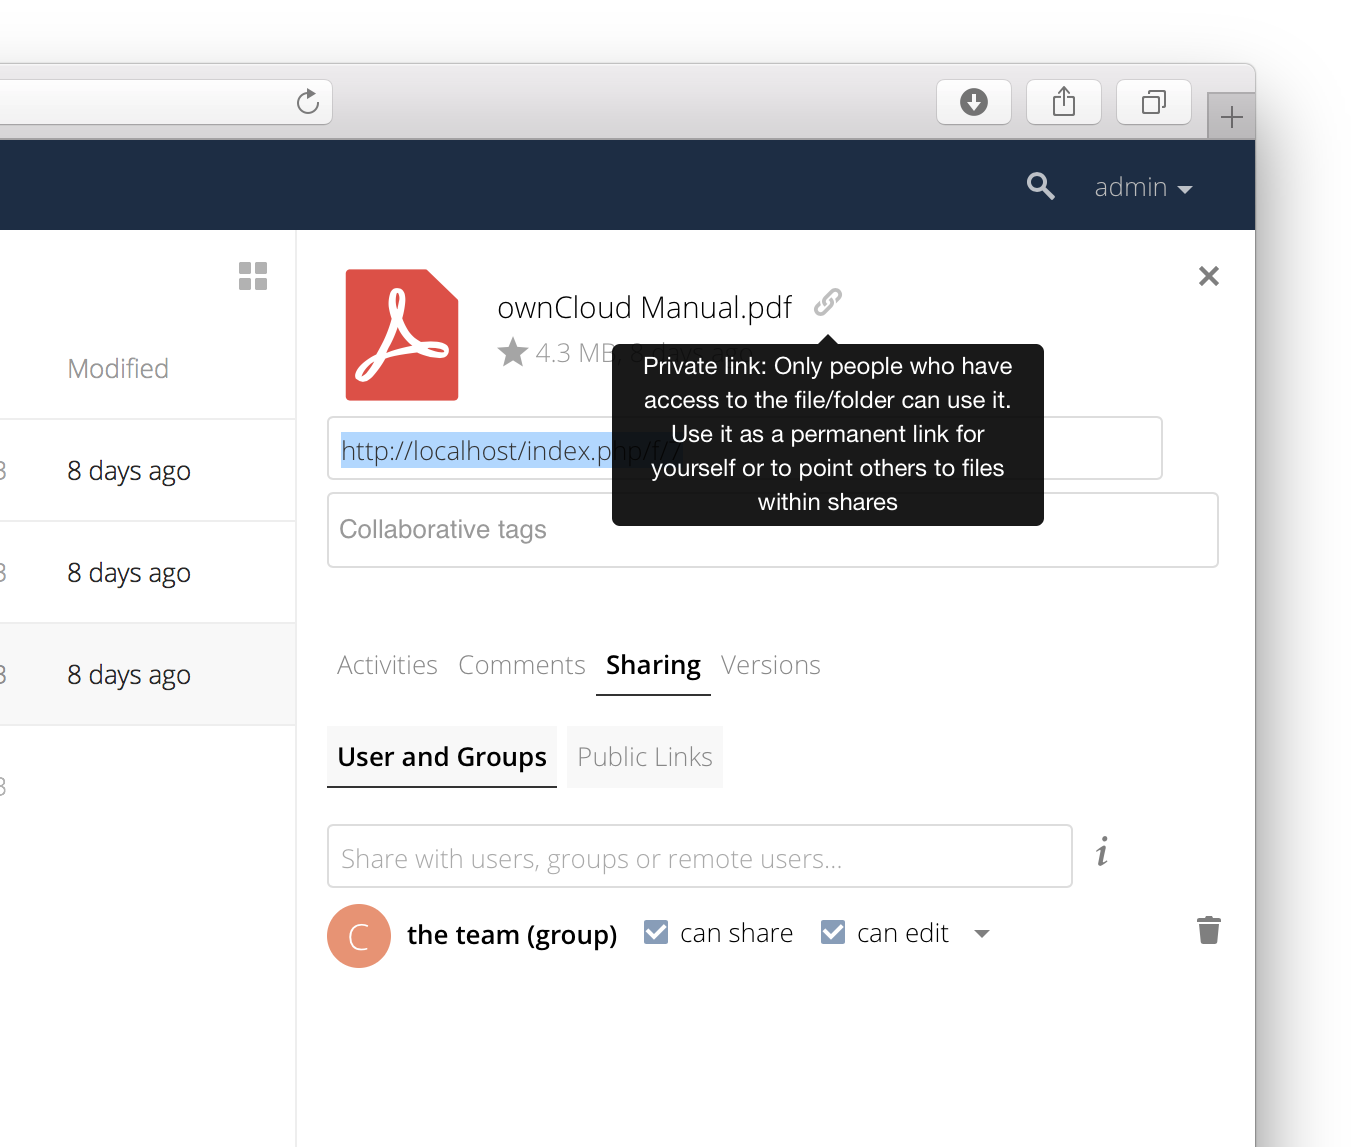 admin
ownCloud Manual.pdf
4.3 MB, 8 days ago
Private link: Only people who have
access to the file/folder can use it.
Use it as a permanent link for
yourself or to point others to files
within shares
http://localhost/index.php/f/7
Collaborative tags
Modified
8 days ago
8 days ago
8 days ago
Activities Comments Sharing Versions
User and Groups Public Links
Share with users, groups or remote users...
i
C the team (group) can share can edit